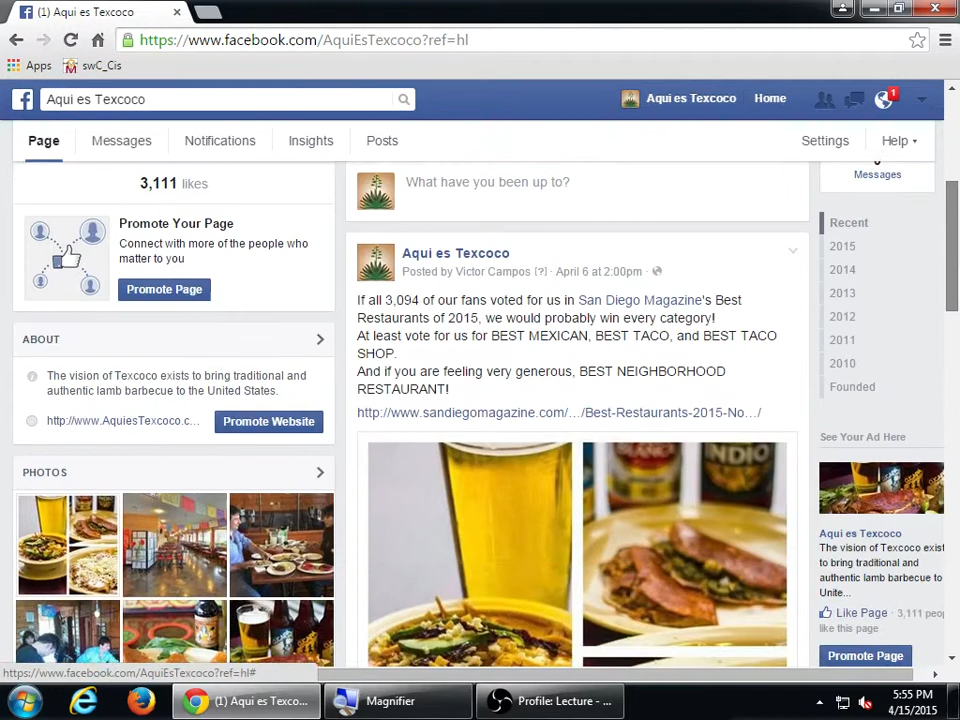 (1) Aqui es Texcoco
https://www.facebook.com/AquiEsTexcoco?ref=hl
Apps
swC_Cis
Aqui es Texcoco
Aqui es Texcoco
Home
1
Page
Messages
Notifications
Insights
Posts
Settings
Help
3,111 likes
Promote Your Page
Connect with more of the people who
matter to you
Promote Page
ABOUT
The vision of Texcoco exists to bring traditional and
authentic lamb barbecue to the United States.
http://www.AquiesTexcoco.c...
Promote Website
PHOTOS
What have you been up to?
Aqui es Texcoco
Posted by Victor Campos [?] · April 6 at 2:00pm ·
If all 3,094 of our fans voted for us in San Diego Magazine's Best
Restaurants of 2015, we would probably win every category!
At least vote for us for BEST MEXICAN, BEST TACO, and BEST TACO
SHOP.
And if you are feeling very generous, BEST NEIGHBORHOOD
RESTAURANT!
http://www.sandiegomagazine.com/.../Best-Restaurants-2015-No.../
INDIO
Messages
Recent
2015
2014
2013
2012
2011
2010
Founded
See Your Ad Here
Aqui es Texcoco
The vision of Texcoco exist
to bring traditional and
authentic lamb barbecue to
Unite...
Like Page · 3,111 peop
like this page
Promote Page
https://www.facebook.com/AquiEsTexcoco?ref=hl#
(1) Aqui es Texco...
Magnifier
Profile: Lecture - ...
5:55 PM
4/15/2015